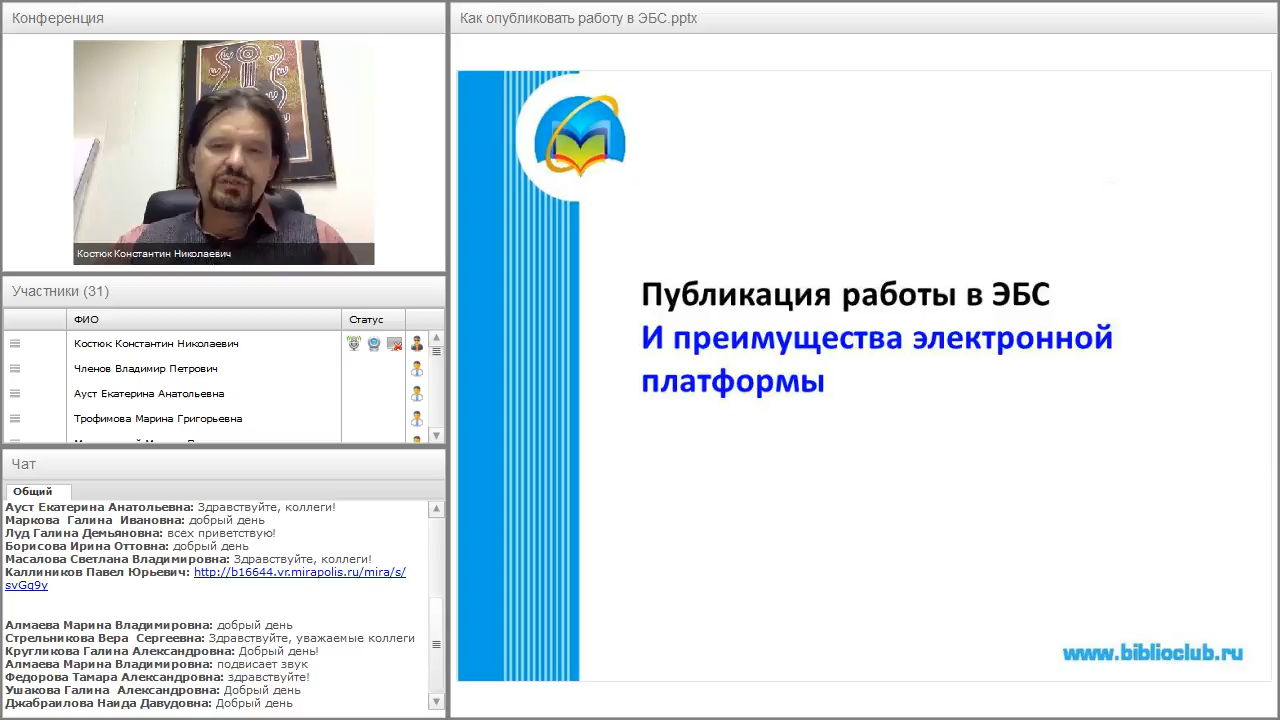 Конференция
Костюк Константин Николаевич
Участники (31)
ФИО
Статус
Костюк Константин Николаевич
Членов Владимир Петрович
Ауст Екатерина Анатольевна
Трофимова Марина Григорьевна
Чат
Общий
Ауст Екатерина Анатольевна: Здравствуйте, коллеги!
Маркова Галина Ивановна: добрый день
Луд Галина Демьяновна: всех приветствую!
Борисова Ирина Оттовна: добрый день
Масалова Светлана Владимировна: Здравствуйте, коллеги!
Каллиников Павел Юрьевич: http://b16644.vr.mirapolis.ru/mira/s/
svGq9y
Алмаева Марина Владимировна: добрый день
Стрельникова Вера Сергеевна: Здравствуйте, уважаемые коллеги
Кругликова Галина Александровна: Добрый день!
Алмаева Марина Владимировна: подвисает звук
Федорова Тамара Александровна: здравствуйте!
Ушакова Галина Александровна: Добрый день
Джабраилова Наида Давудовна: Добрый день
Как опубликовать работу в ЭБС.pptx
Публикация работы в ЭБС
И преимущества электронной
платформы
www.biblioclub.ru